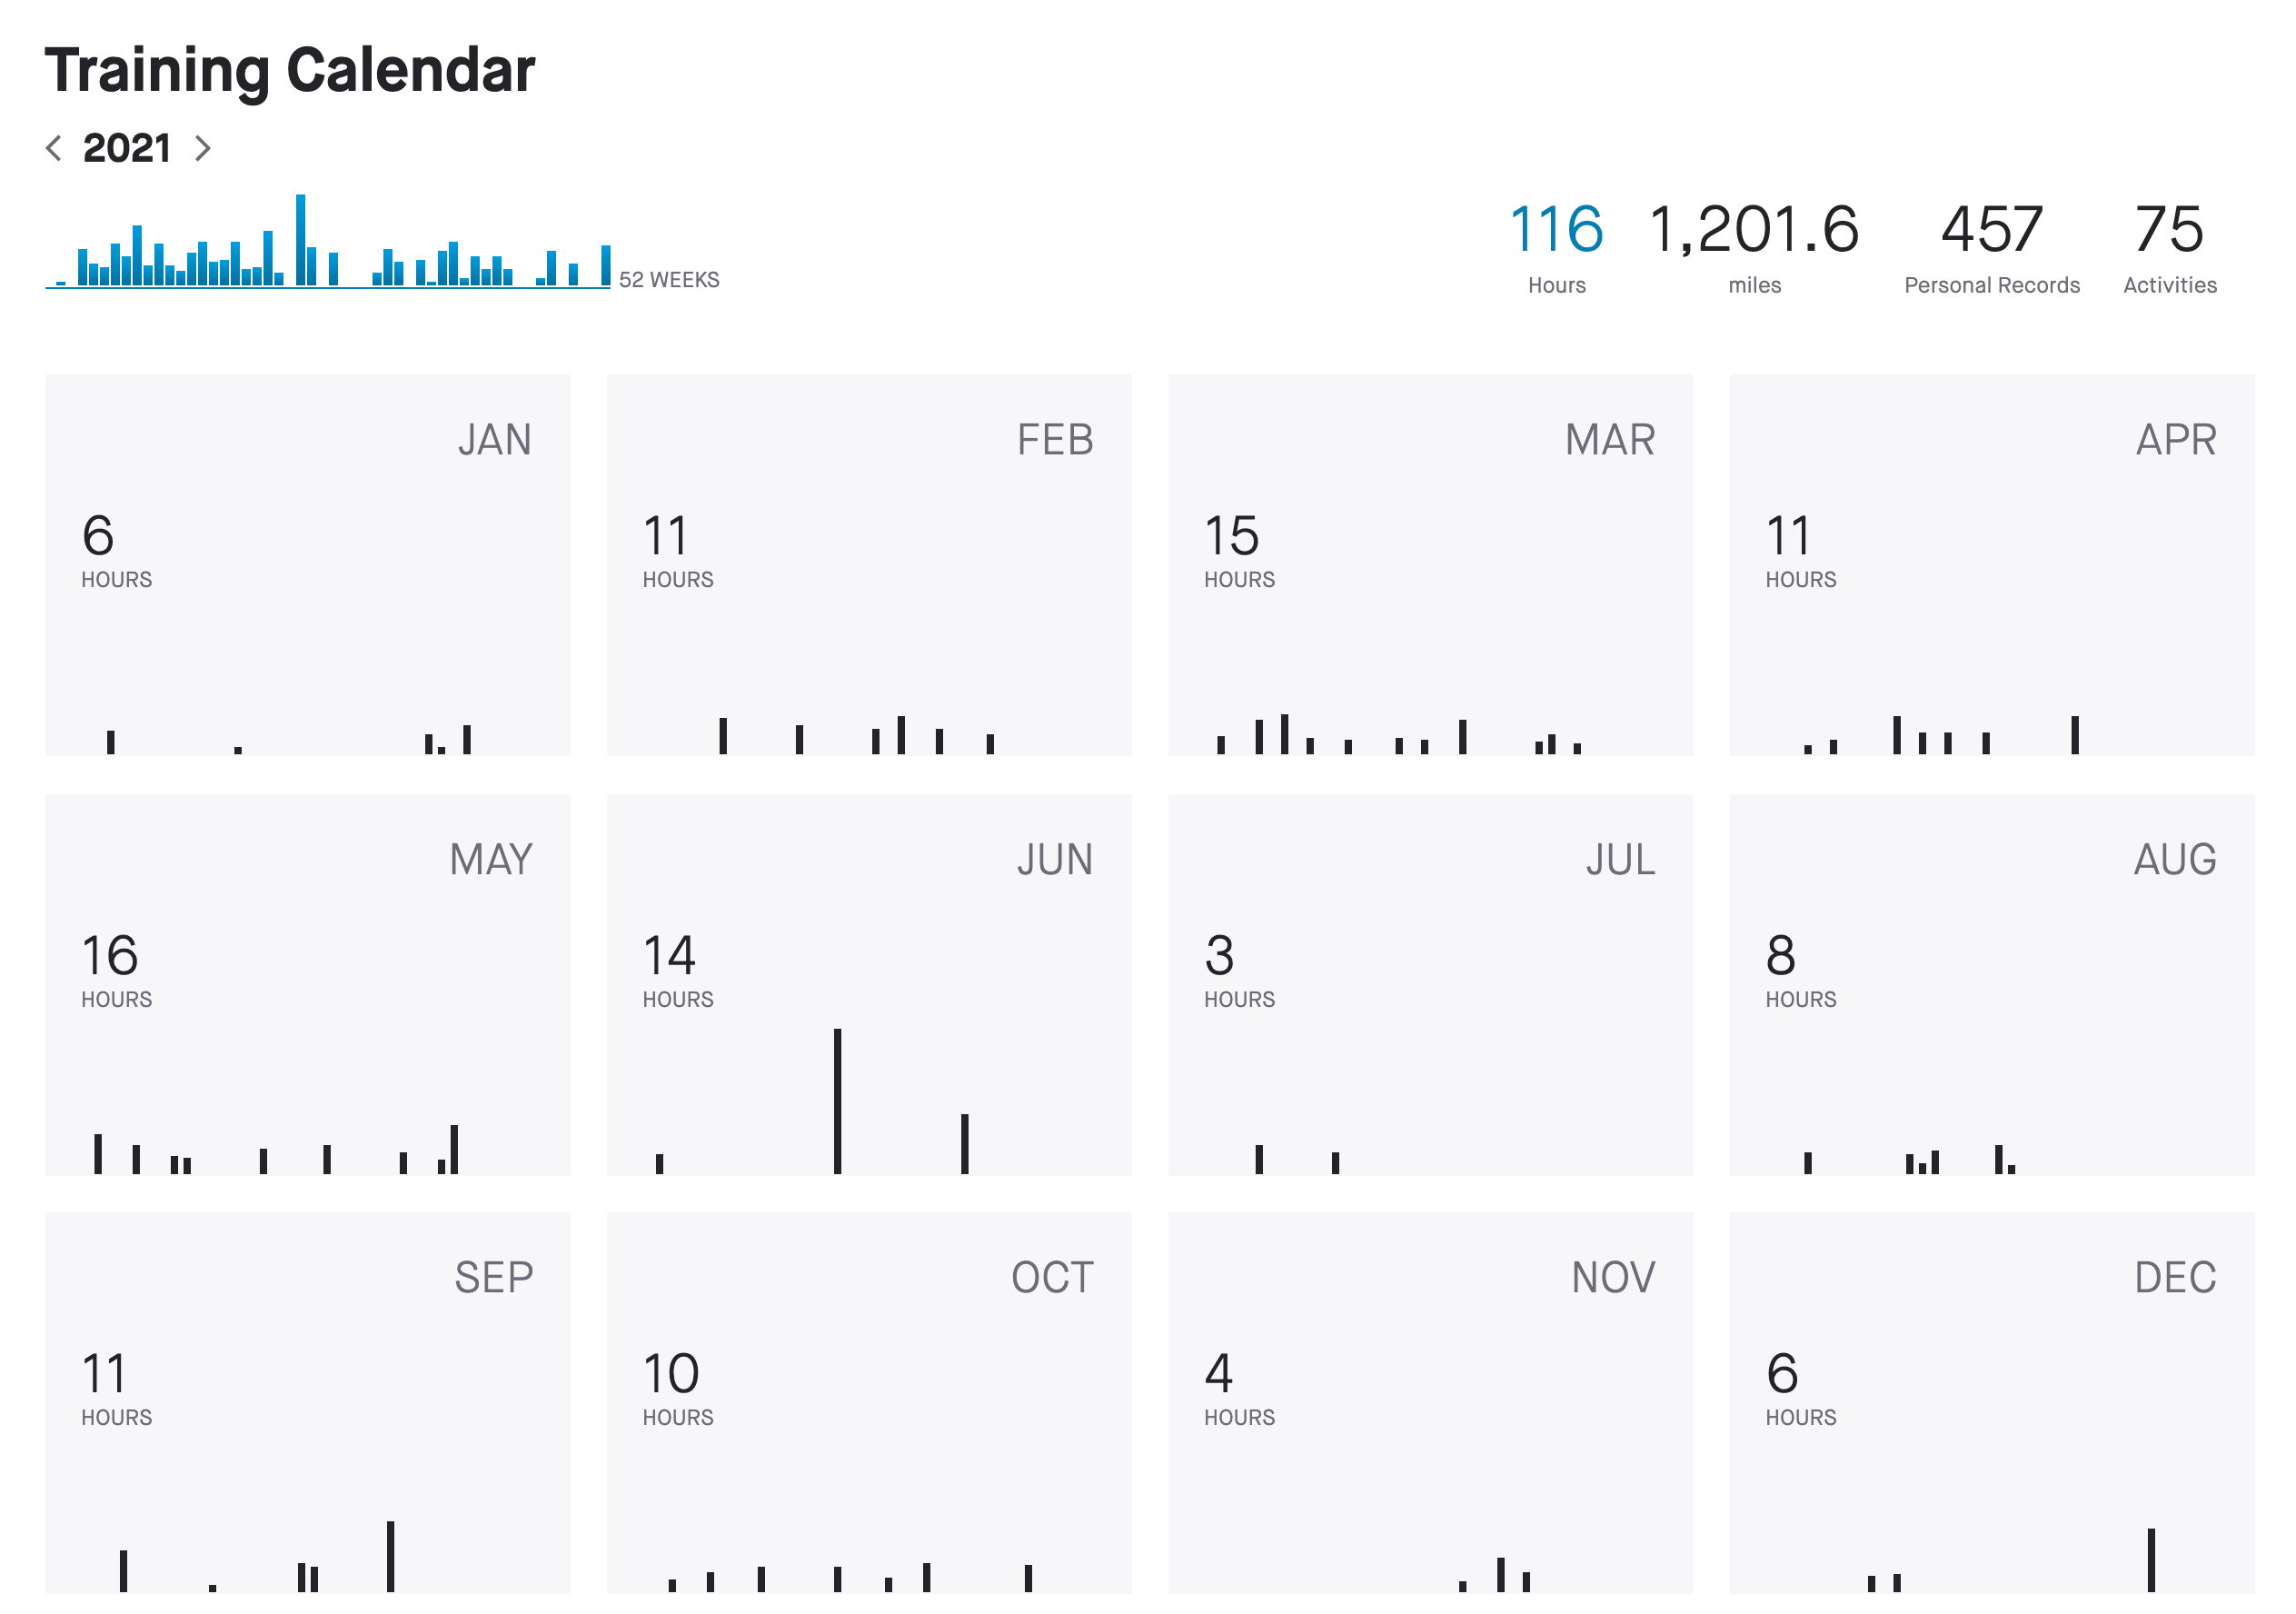 Training Calendar
2021
52 WEEKS
116 1,201.6 457 75
Hours miles Personal Records Activities
JAN FEB MAR APR
6 11 15 11
HOURS HOURS HOURS HOURS
MAY JUN JUL AUG
16 14 3 8
HOURS HOURS HOURS HOURS
SEP OCT NOV DEC
11 10 4 6
HOURS HOURS HOURS HOURS